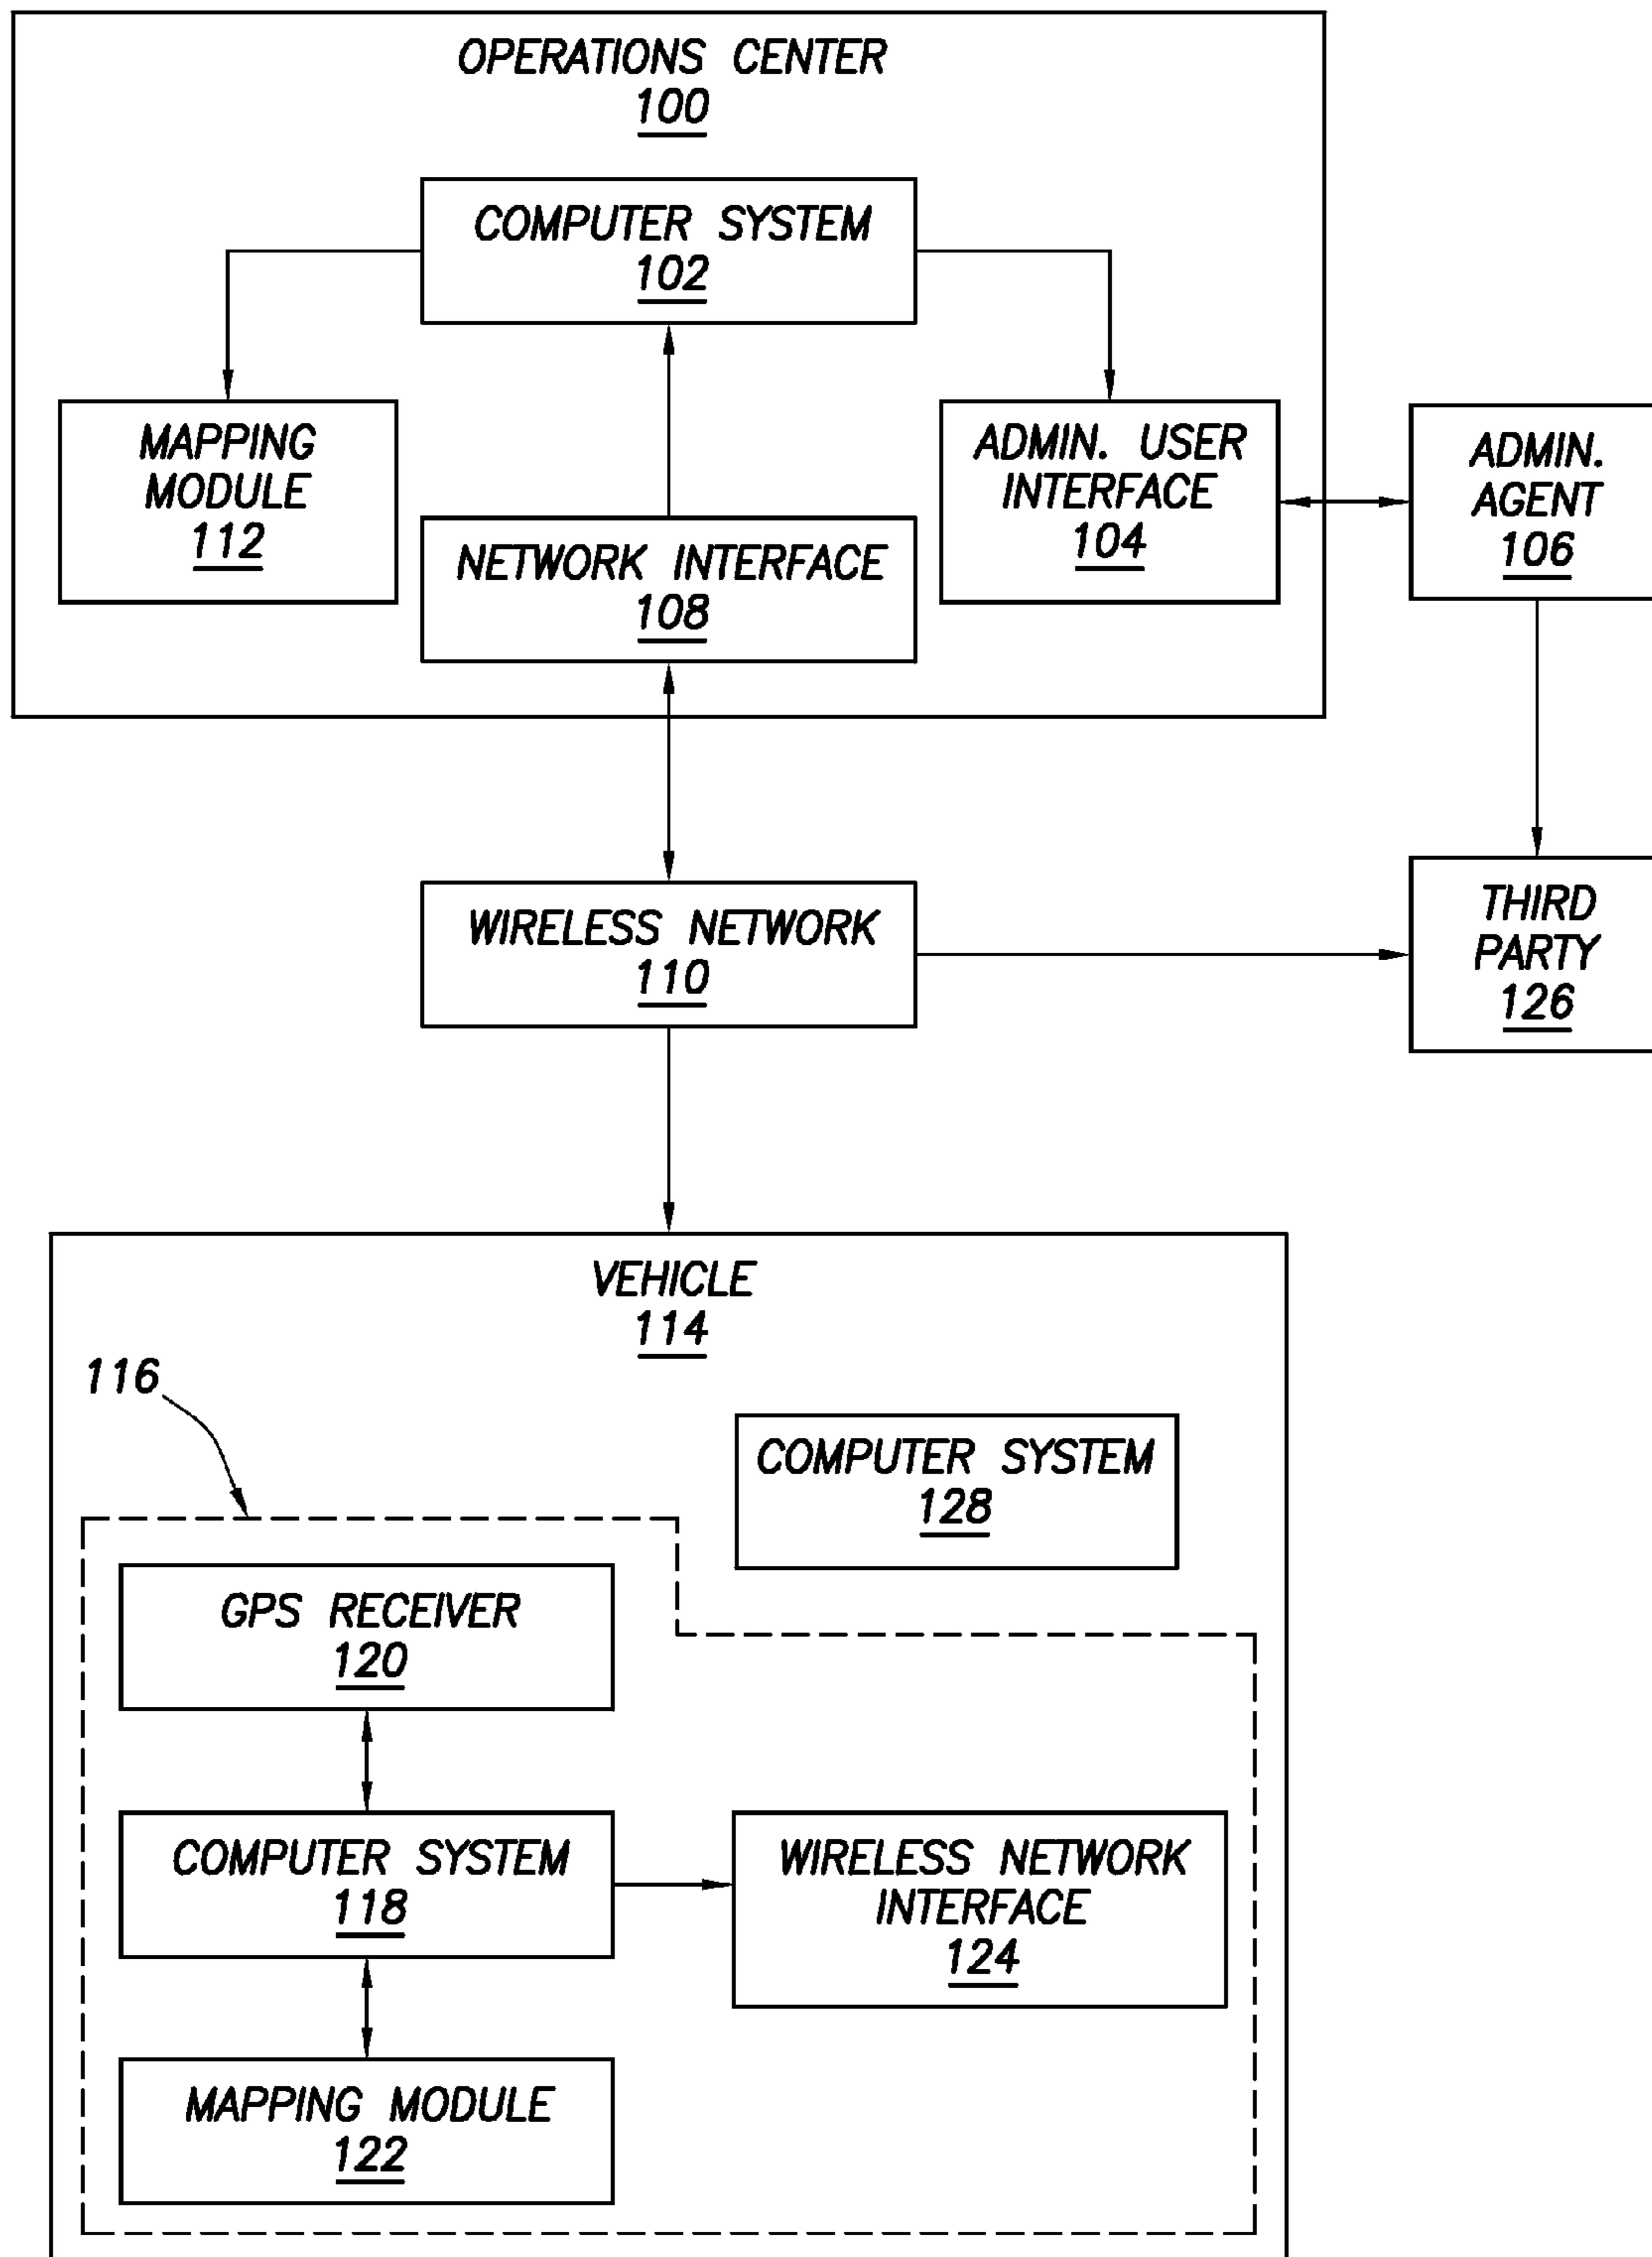 OPERATIONS CENTER
100
COMPUTER SYSTEM
102
MAPPING
MODULE
112
NETWORK INTERFACE
108
ADMIN. USER
INTERFACE
104
ADMIN.
AGENT
106
WIRELESS NETWORK
110
THIRD
PARTY
126
VEHICLE
114
116
COMPUTER SYSTEM
128
GPS RECEIVER
120
COMPUTER SYSTEM
118
WIRELESS NETWORK
INTERFACE
124
MAPPING MODULE
122